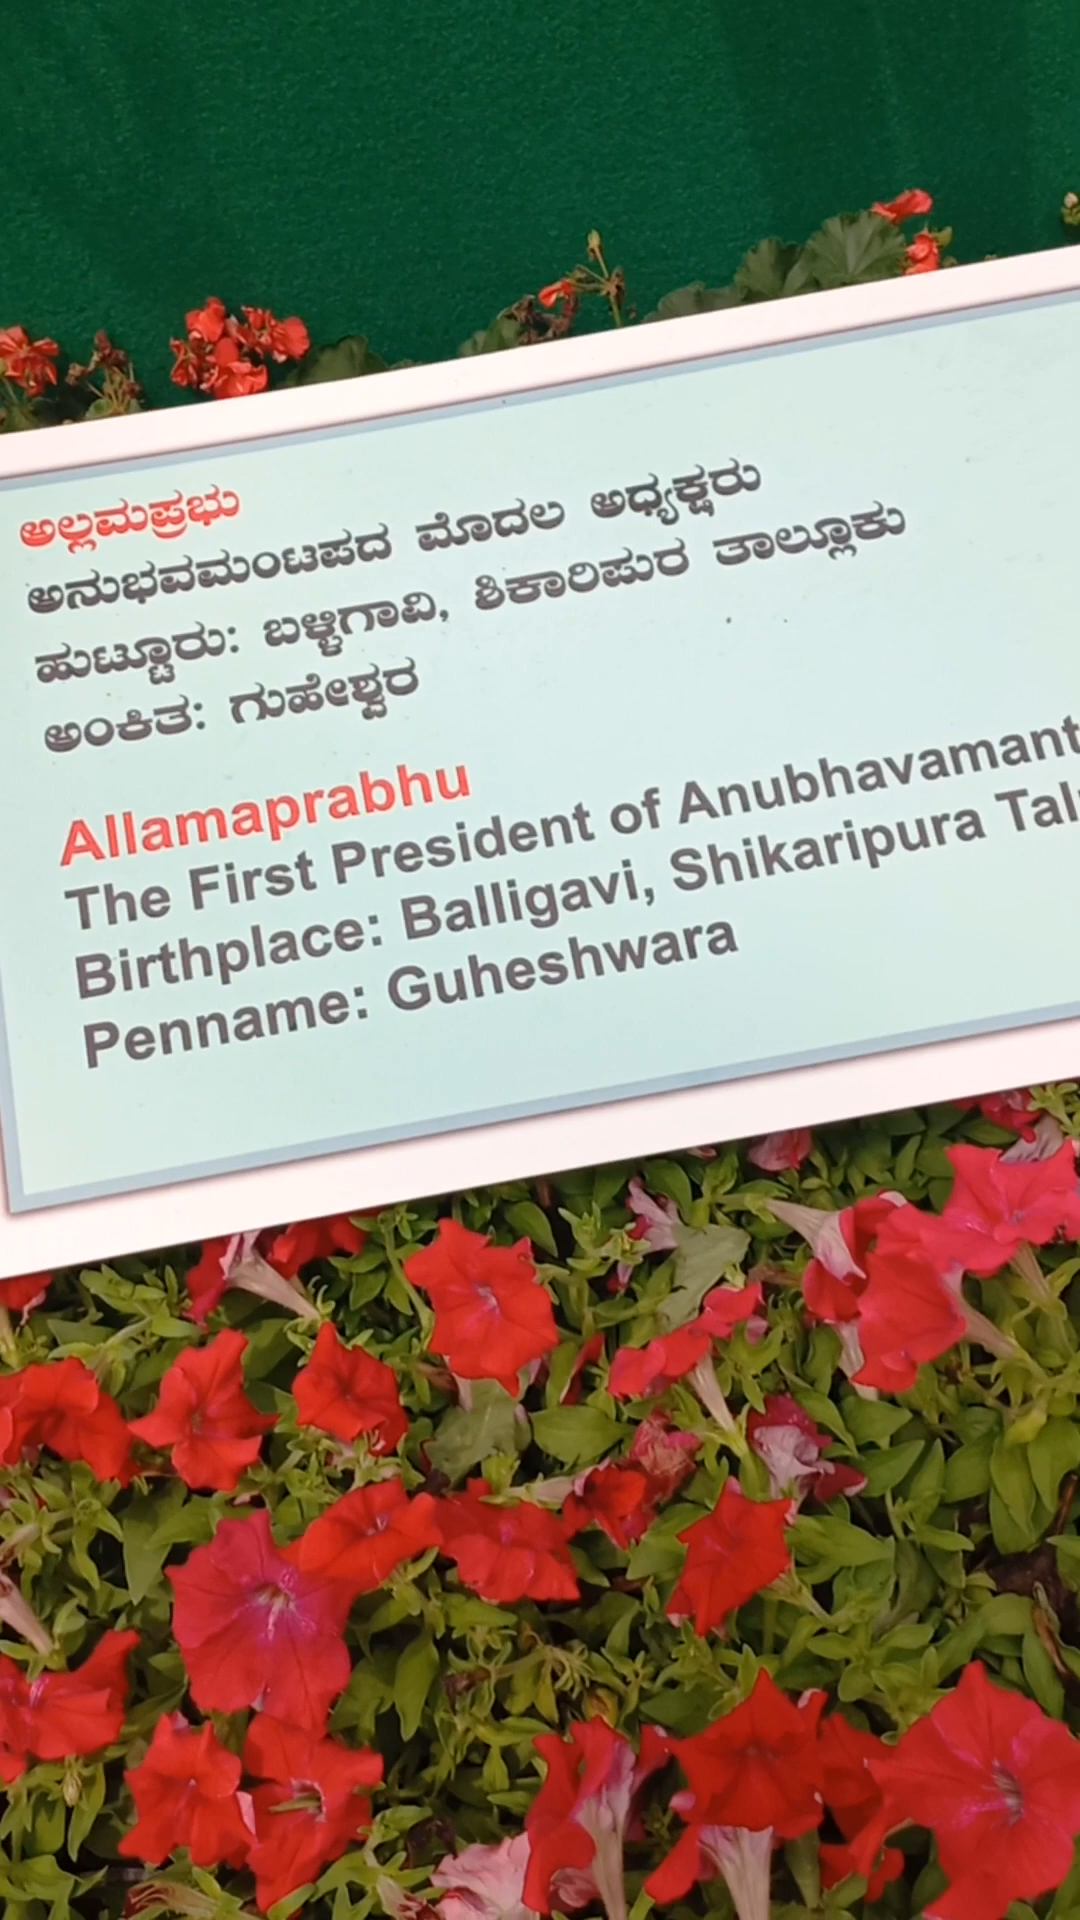 ಅಲ್ಲಮಪ್ರಭು
ಅನುಭವಮಂಟಪದ ಮೊದಲ ಅಧ್ಯಕ್ಷರು
ಹುಟ್ಟೂರು: ಬಳ್ಳಿಗಾವಿ, ಶಿಕಾರಿಪುರ ತಾಲ್ಲೂಕು
ಅಂಕಿತ: ಗುಹೇಶ್ವರ
Allamaprabhu
The First President of Anubhavamant
Birthplace: Balligavi, Shikaripura Tal
Penname: Guheshwara